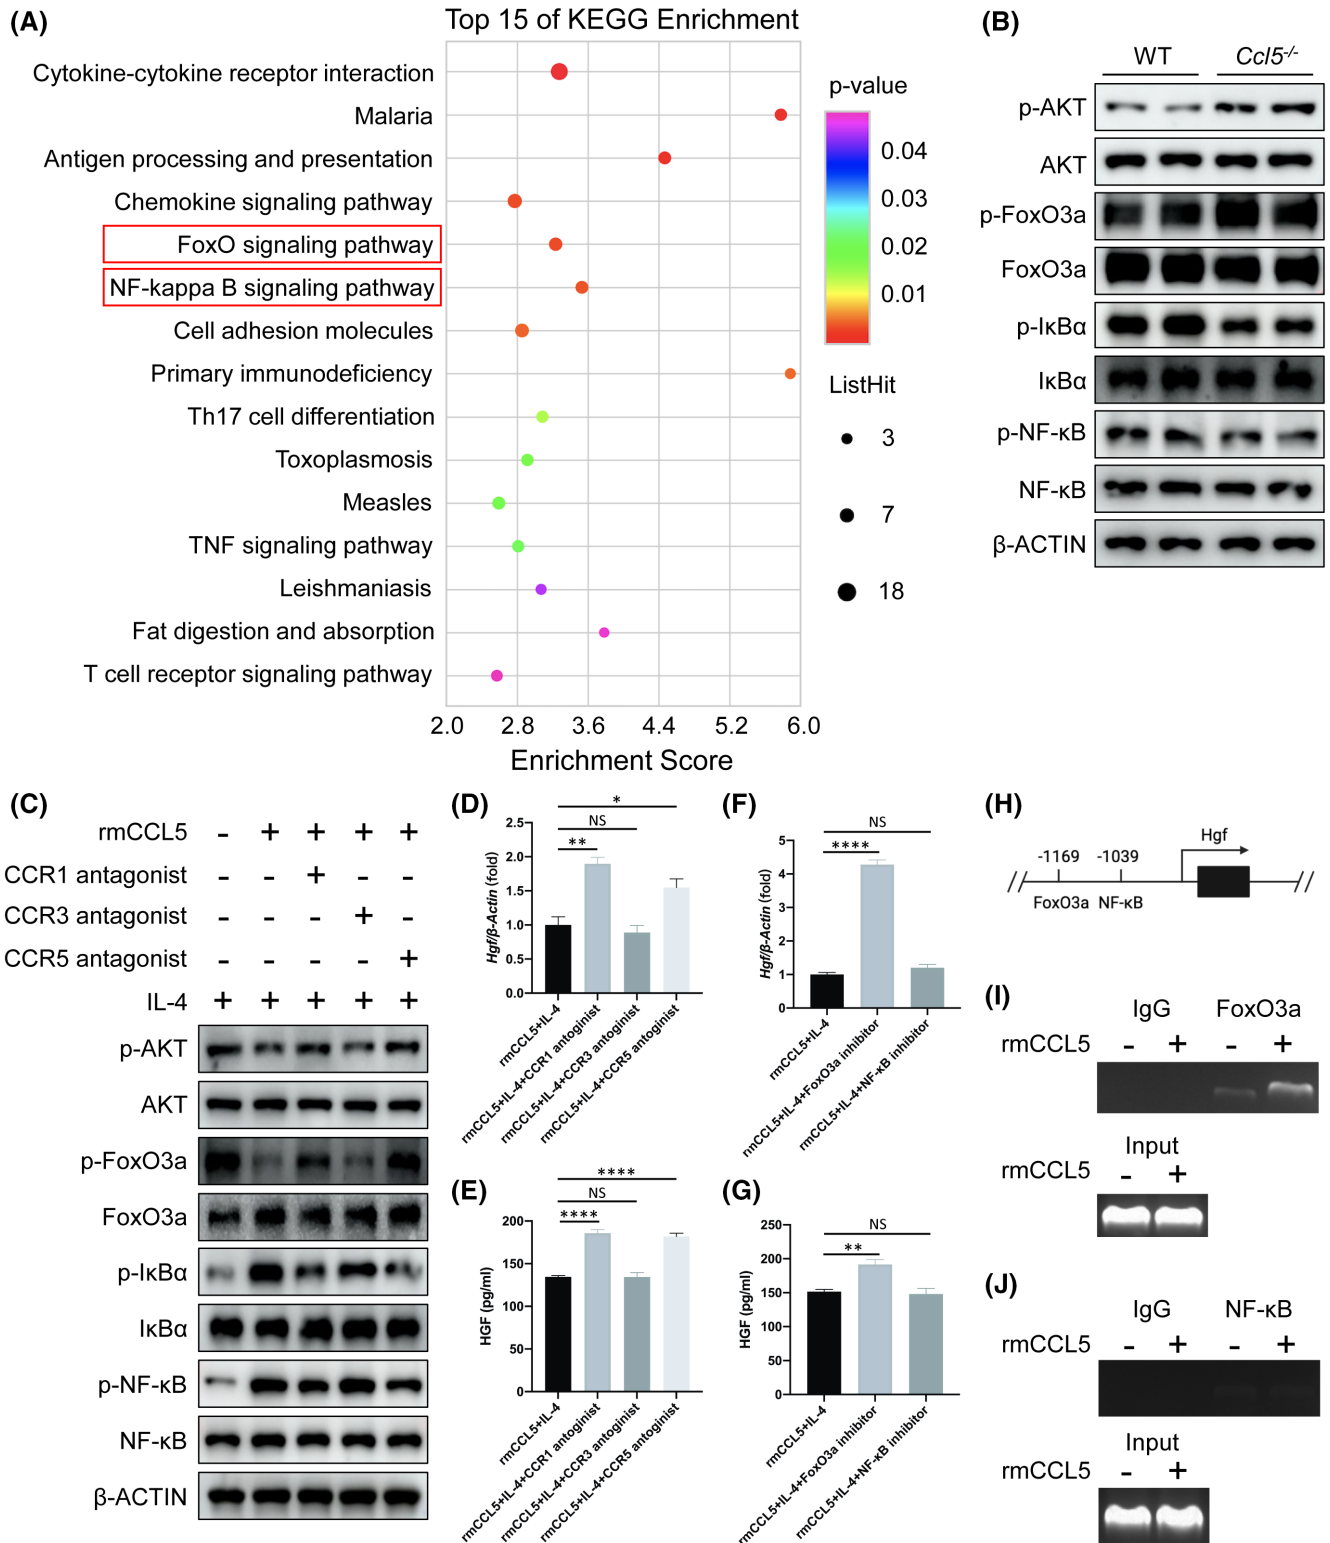 (A)
Top 15 of KEGG Enrichment
Cytokine-cytokine receptor interaction
Malaria
Antigen processing and presentation
Chemokine signaling pathway
FoxO signaling pathway
NF-kappa B signaling pathway
Cell adhesion molecules
Primary immunodeficiency
Th17 cell differentiation
Toxoplasmosis
Measles
TNF signaling pathway
Leishmaniasis
Fat digestion and absorption
T cell receptor signaling pathway
2.0 2.8 3.6 4.4 5.2 6.0
Enrichment Score
p-value
0.04
0.03
0.02
0.01
ListHit
3
7
18
(B)
WT Ccl5-/-
p-AKT
AKT
p-FoxO3a
FoxO3a
p-IκBα
IκBα
p-NF-κB
NF-κB
β-ACTIN
(C)
rmCCL5 - + + + +
CCR1 antagonist - - + - -
CCR3 antagonist - - - + -
CCR5 antagonist - - - - +
IL-4 + + + + +
p-AKT
AKT
p-FoxO3a
FoxO3a
p-IκBα
IκBα
p-NF-κB
NF-κB
β-ACTIN
(D)
*
NS
**
2.5
2.0
1.5
1.0
0.5
0.0
Hgf/β-Actin (fold)
rmCCL5+IL-4
rmCCL5+IL-4+CCR1 antoginist
rmCCL5+IL-4+CCR3 antoginist
rmCCL5+IL-4+CCR5 antoginist
(E)
****
NS
****
200
150
100
50
0
HGF (pg/ml)
rmCCL5+IL-4
rmCCL5+IL-4+CCR1 antoginist
rmCCL5+IL-4+CCR3 antoginist
rmCCL5+IL-4+CCR5 antoginist
(F)
NS
****
5
4
3
2
1
0
Hgf/β-Actin (fold)
rmCCL5+IL-4
rmCCL5+IL-4+FoxO3a inhibitor
rmCCL5+IL-4+NF-κB inhibitor
(G)
NS
**
250
200
150
100
50
0
HGF (pg/ml)
rmCCL5+IL-4
rmCCL5+IL-4+FoxO3a inhibitor
rmCCL5+IL-4+NF-κB inhibitor
(H)
Hgf
-1169 -1039
FoxO3a NF-κB
(I)
IgG FoxO3a
rmCCL5 - + - +
Input
rmCCL5 - +
(J)
IgG NF-κB
rmCCL5 - + - +
Input
rmCCL5 - +